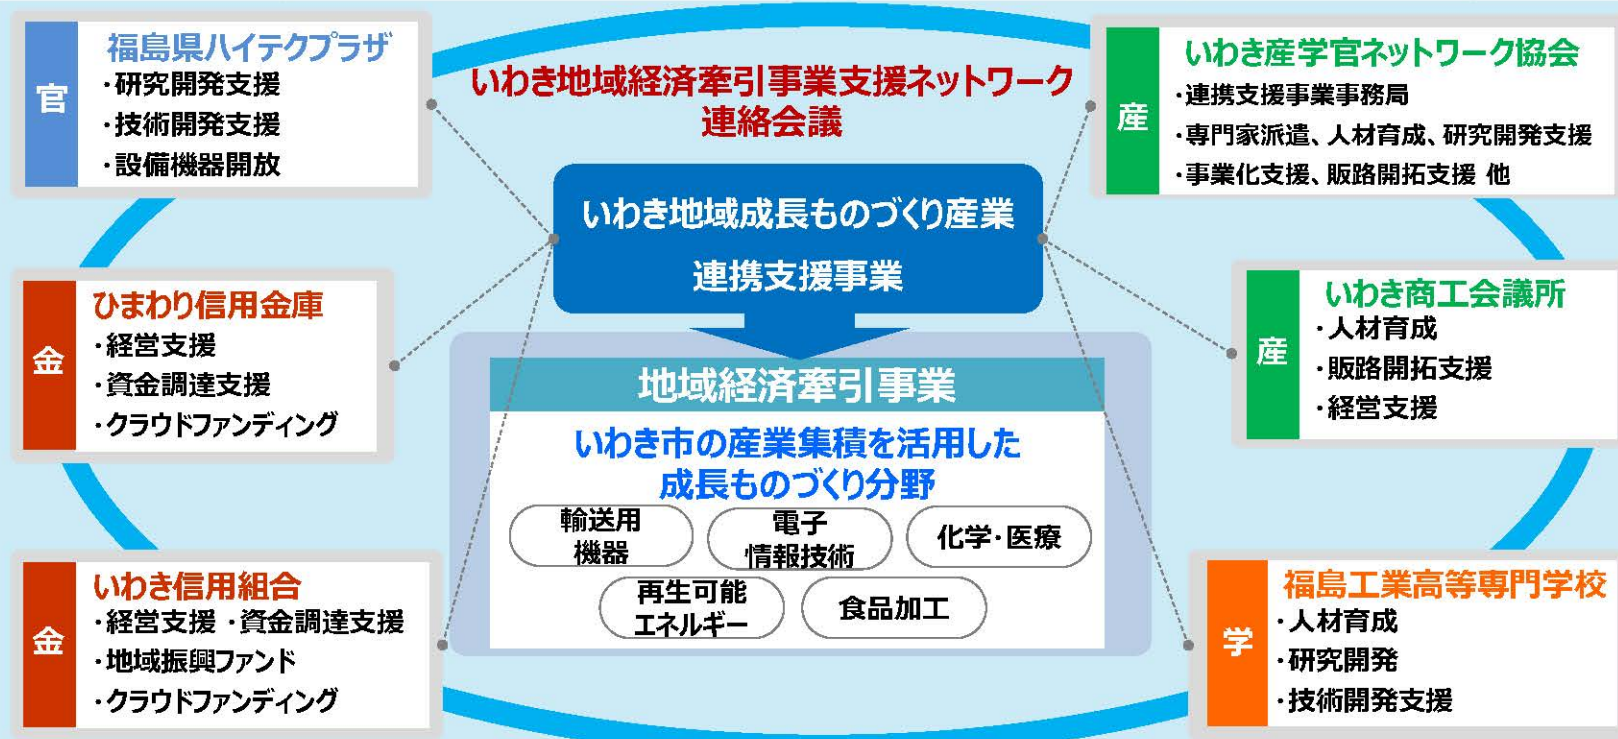 官
福島県ハイテクプラザ
・研究開発支援
・技術開発支援
・設備機器開放
いわき地域経済牽引事業支援ネットワーク
連絡会議
産
いわき産学官ネットワーク協会
・連携支援事業事務局
・専門家派遣、人材育成、研究開発支援
・事業化支援、販路開拓支援 他
いわき地域成長ものづくり産業
連携支援事業
金
ひまわり信用金庫
・経営支援
・資金調達支援
・クラウドファンディング
産
いわき商工会議所
・人材育成
・販路開拓支援
・経営支援
地域経済牽引事業
いわき市の産業集積を活用した
成長ものづくり分野
輸送用
機器
電子
情報技術
化学・医療
再生可能
エネルギー
食品加工
金
いわき信用組合
・経営支援 ・資金調達支援
・地域振興ファンド
・クラウドファンディング
学
福島工業高等専門学校
・人材育成
・研究開発
・技術開発支援